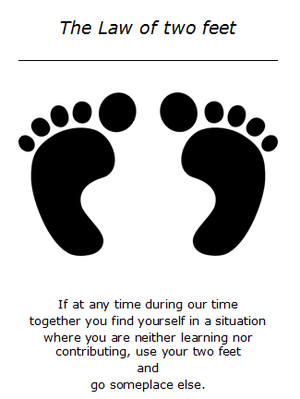 The Law of two feet
If at any time during our time
together you find yourself in a situation
where you are neither learning nor
contributing, use your two feet
and
go someplace else.